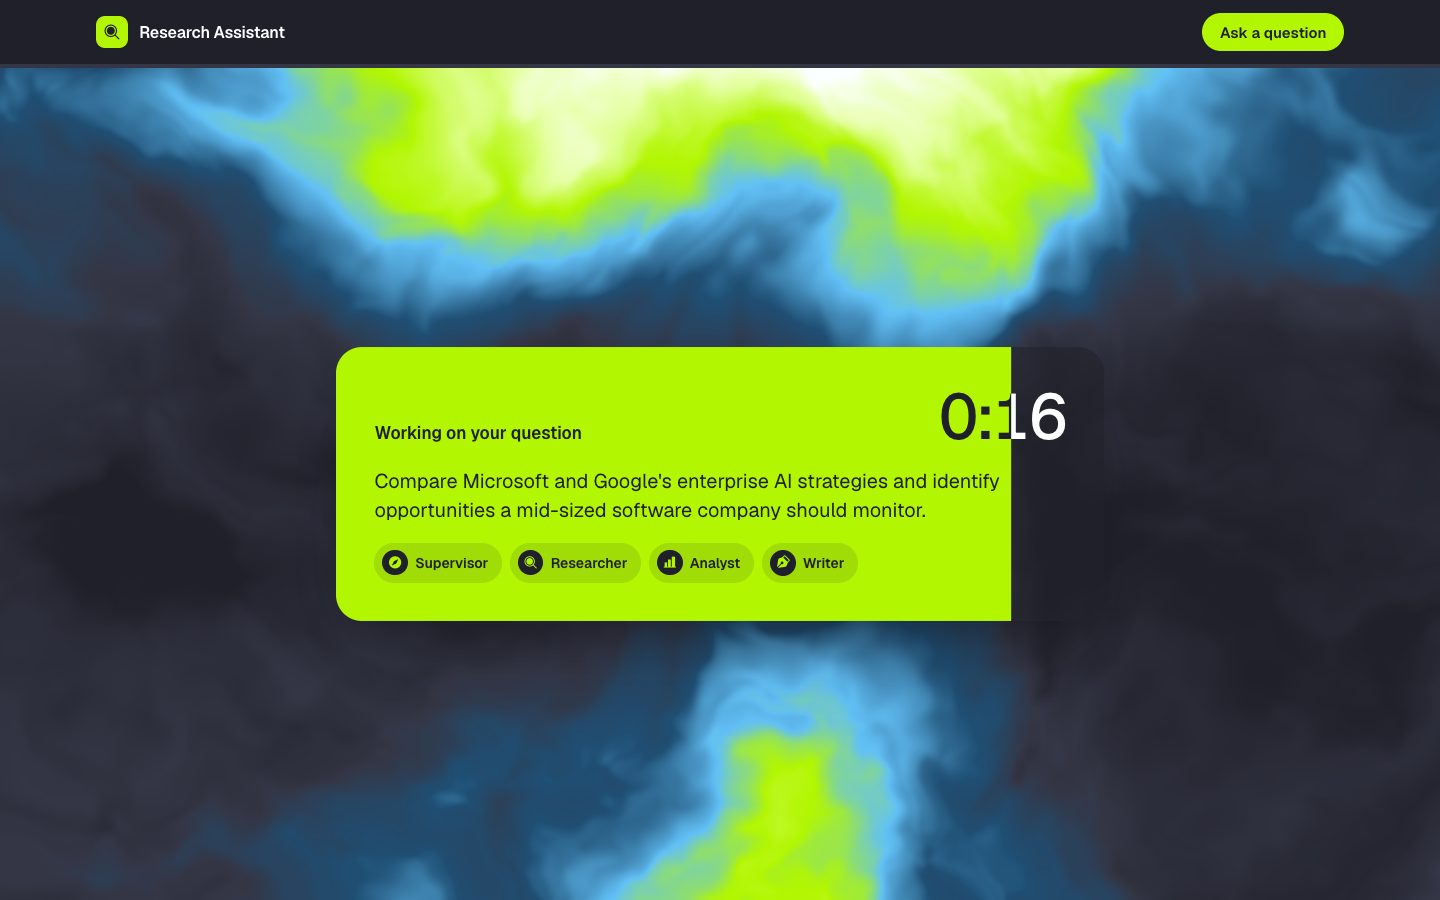 Research Assistant
Ask a question
0:16
Working on your question
Compare Microsoft and Google's enterprise AI strategies and identify
opportunities a mid-sized software company should monitor.
Supervisor
Researcher
Analyst
Writer